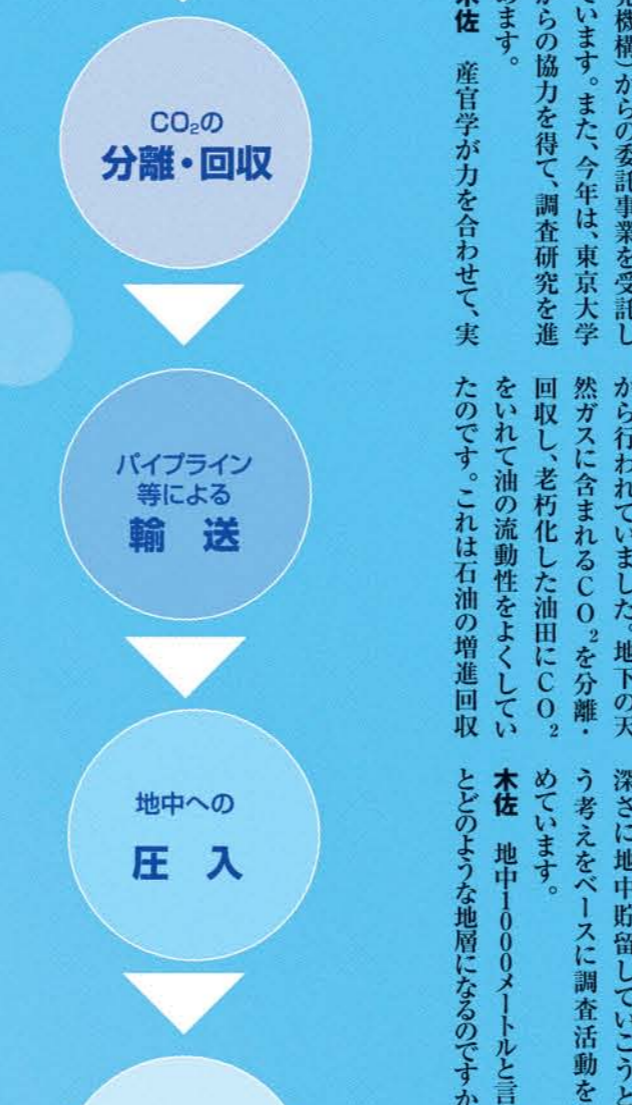 CO₂の
分離・回収
パイプライン
等による
輸 送
地中への
圧 入
機構）からの委託事業を受託し
ています。また、今年は、東京大学
からの協力を得て、調査研究を進
めます。
木佐 産官学が力を合わせて、実
から行われていました。地下の天
然ガスに含まれるCO₂を分離・
回収し、老朽化した油田にCO₂
をいれて油の流動性をよくしてい
たのです。これは石油の増進回収
深さに地中貯留していこうと
う考えをベースに調査活動を
めています。
木佐 地中1000メートルと言
とどのような地層になるのですか